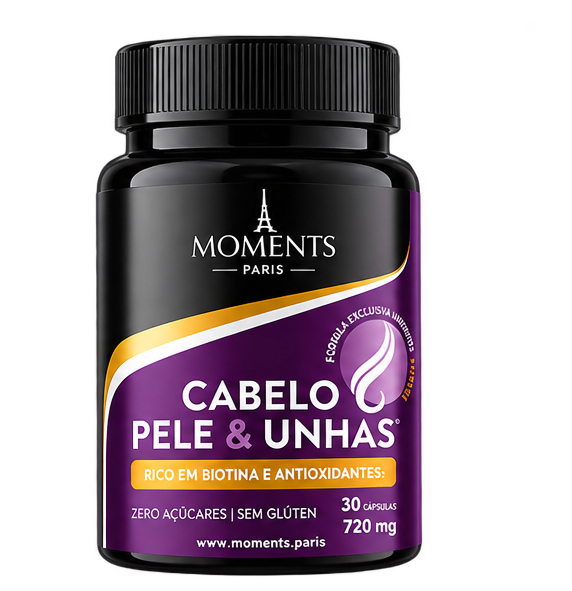 MOMENTS
PARIS
EXCLUSIVA
CABELO
PELE & UNHAS
RICO EM BIOTINA E ANTIOXIDANTES:
ZERO AÇÚCARES | SEM GLÚTEN
30 CÁPSULAS
720 mg
www.moments.paris